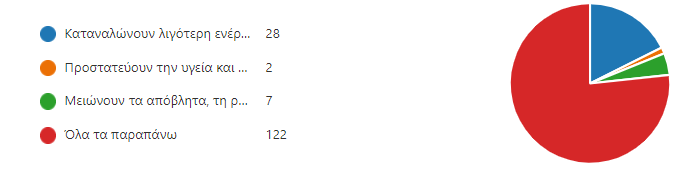 Καταναλώνουν λιγότερη ενέρ... 28
Προστατεύουν την υγεία και ... 2
Μειώνουν τα απόβλητα, τη ρ... 7
Όλα τα παραπάνω 122